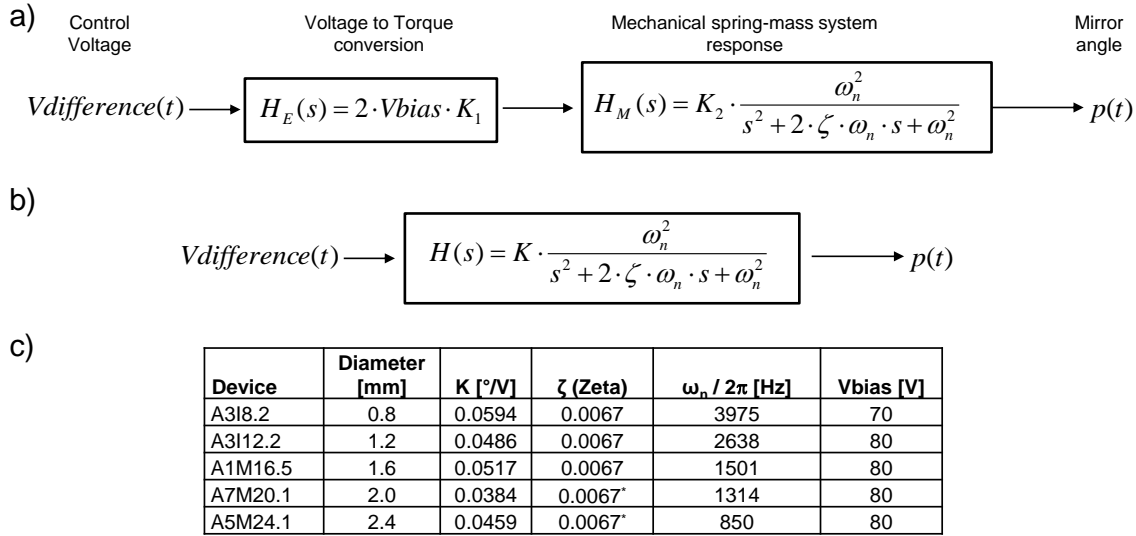 a)
Control Voltage
Voltage to Torque conversion
Mechanical spring-mass system response
Mirror angle
Vdifference(t)
H_E(s) = 2 · Vbias · K_1
H_M(s) = K_2 · ω_n^2 / (s^2 + 2 · ζ · ω_n · s + ω_n^2)
p(t)
b)
Vdifference(t)
H(s) = K · ω_n^2 / (s^2 + 2 · ζ · ω_n · s + ω_n^2)
p(t)
c)
Device | Diameter [mm] | K [°/V] | ζ (Zeta) | ω_n / 2π [Hz] | Vbias [V]
A3I8.2 | 0.8 | 0.0594 | 0.0067 | 3975 | 70
A3I12.2 | 1.2 | 0.0486 | 0.0067 | 2638 | 80
A1M16.5 | 1.6 | 0.0517 | 0.0067 | 1501 | 80
A7M20.1 | 2.0 | 0.0384 | 0.0067* | 1314 | 80
A5M24.1 | 2.4 | 0.0459 | 0.0067* | 850 | 80